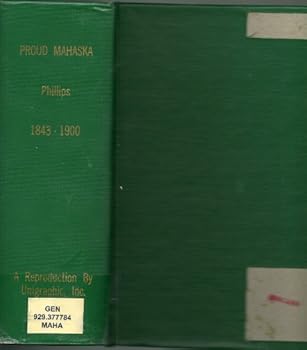 PROUD MAHASKA
Phillips
1843 - 1900
A Reproduction By
Unigraphic, Inc.
GEN
929.377784
MAHA